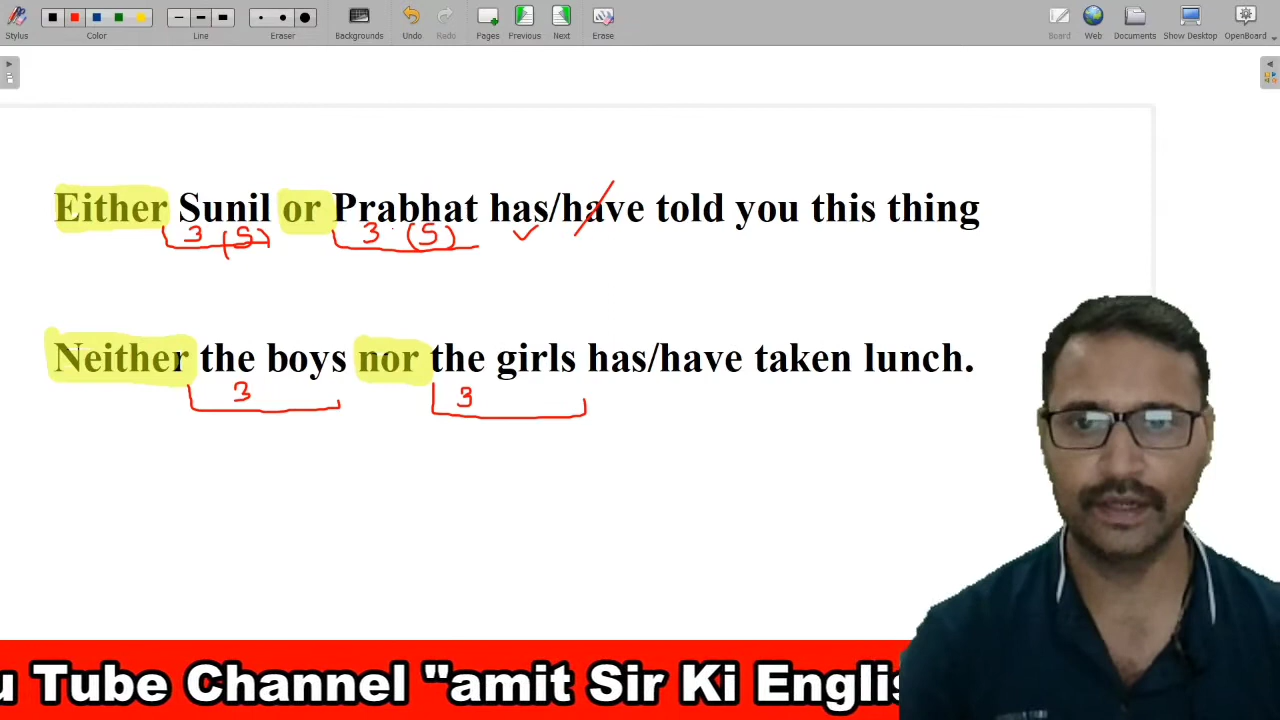 Stylus Color Line Eraser Backgrounds Undo Redo Pages Previous Next Erase Board Web Documents Show Desktop OpenBoard
Either Sunil or Prabhat has/have told you this thing
3 (S) 3 (S)
Neither the boys nor the girls has/have taken lunch.
3 3
u Tube Channel "amit Sir Ki Englis